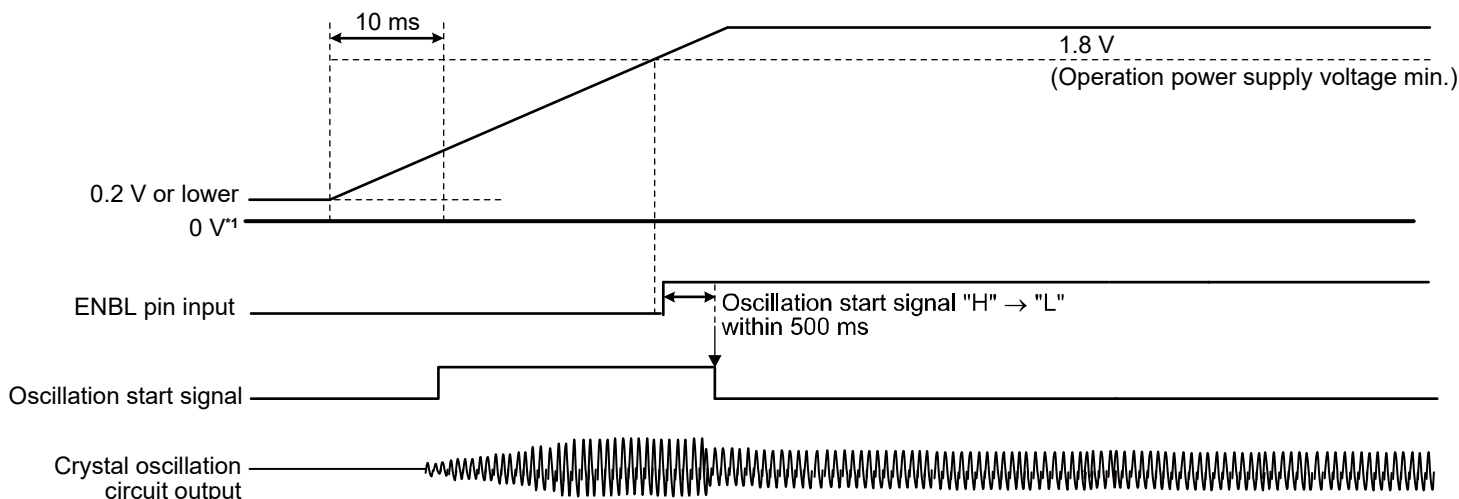 10 ms
1.8 V
(Operation power supply voltage min.)
0.2 V or lower
0 V*1
ENBL pin input
Oscillation start signal "H" → "L"
within 500 ms
Oscillation start signal
Crystal oscillation
circuit output